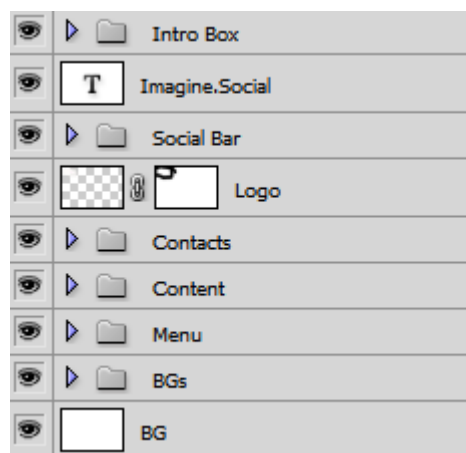 Intro Box
T Imagine.Social
Social Bar
Logo
Contacts
Content
Menu
BGs
BG